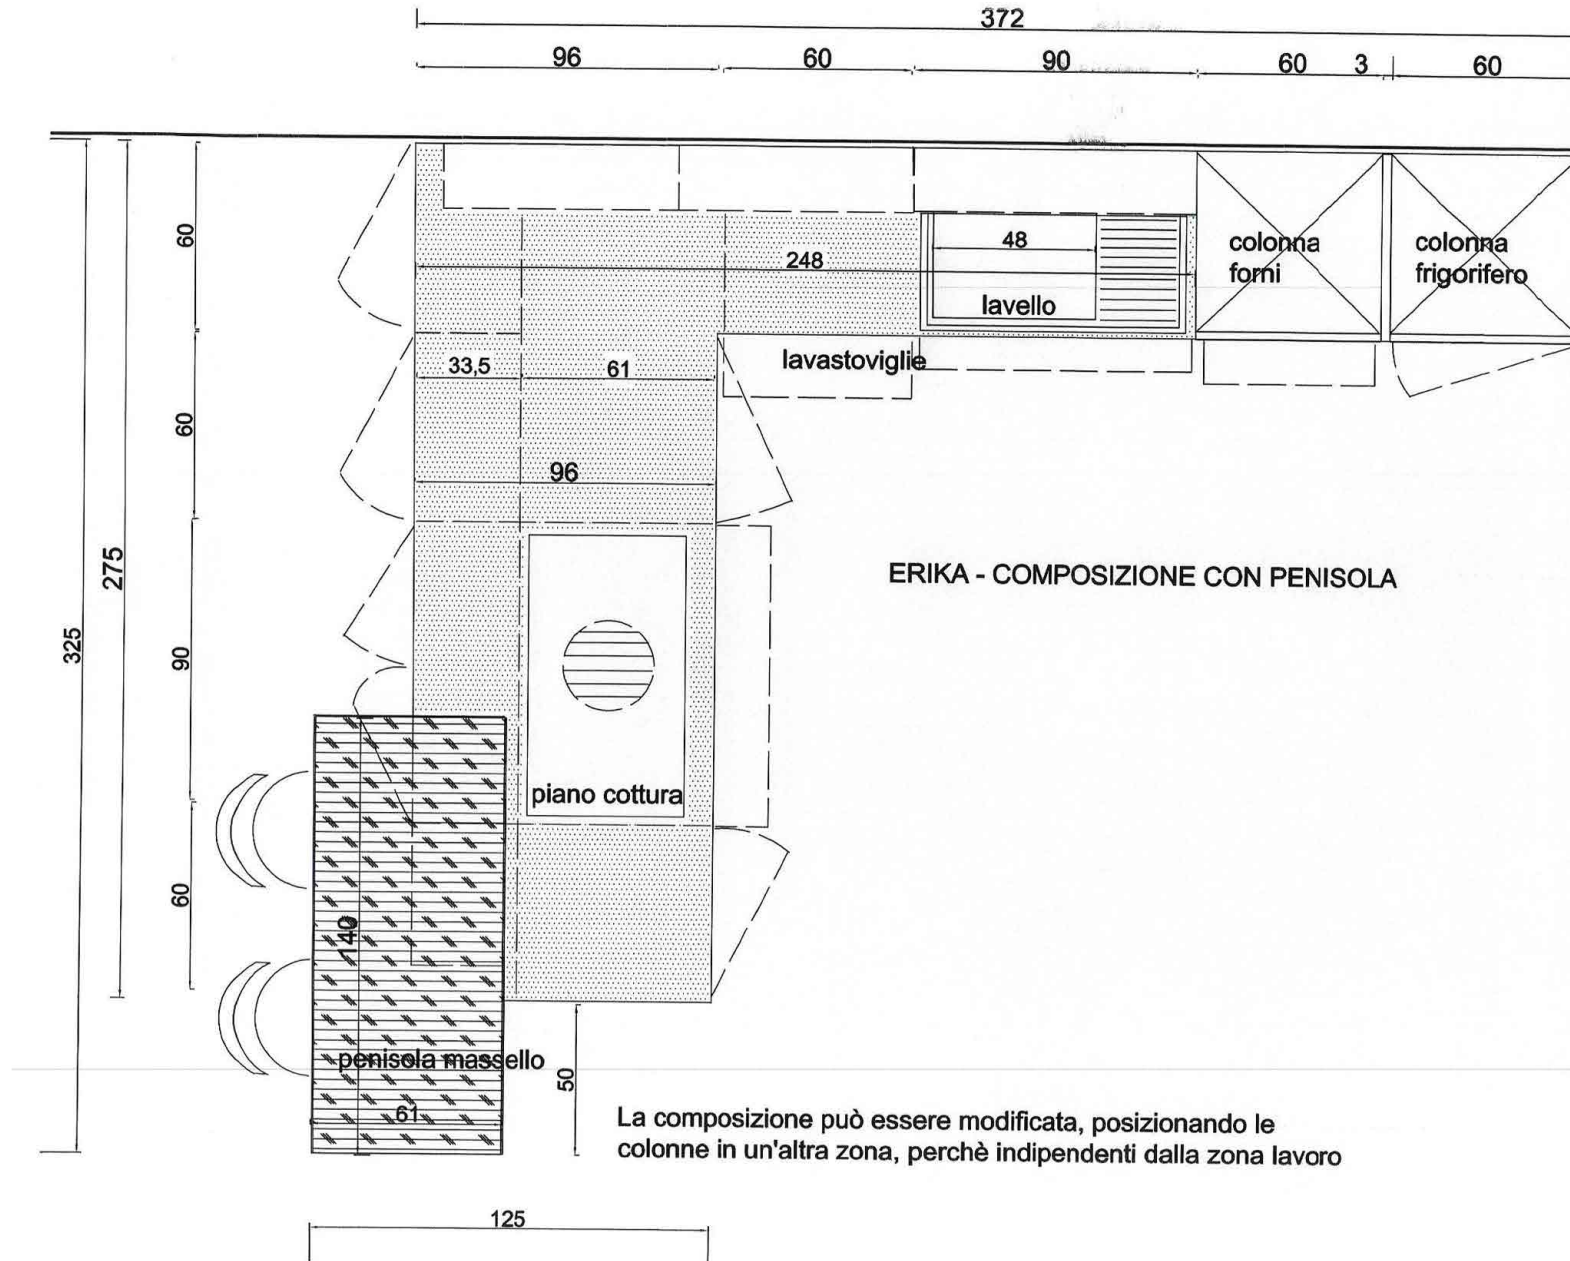 372
96
60
90
60
3
60
60
48
248
colonna
forni
colonna
frigorifero
lavello
lavastoviglie
33,5
61
60
96
275
ERIKA - COMPOSIZIONE CON PENISOLA
325
90
piano cottura
60
140
penisola massello
61
50
La composizione può essere modificata, posizionando le
colonne in un'altra zona, perchè indipendenti dalla zona lavoro
125